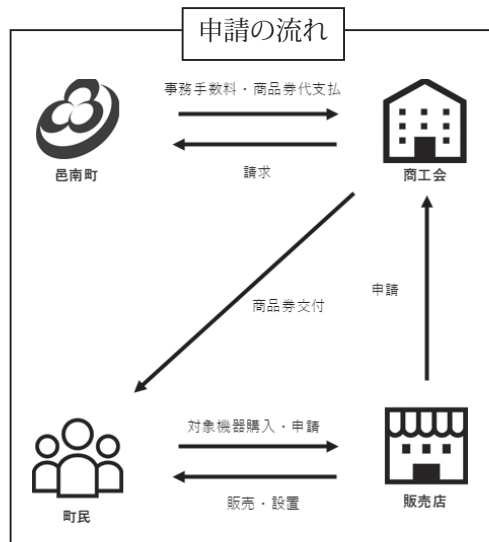 申請の流れ
事務手数料・商品券代支払
請求
邑南町
商工会
商品券交付
申請
対象機器購入・申請
販売・設置
町民
販売店